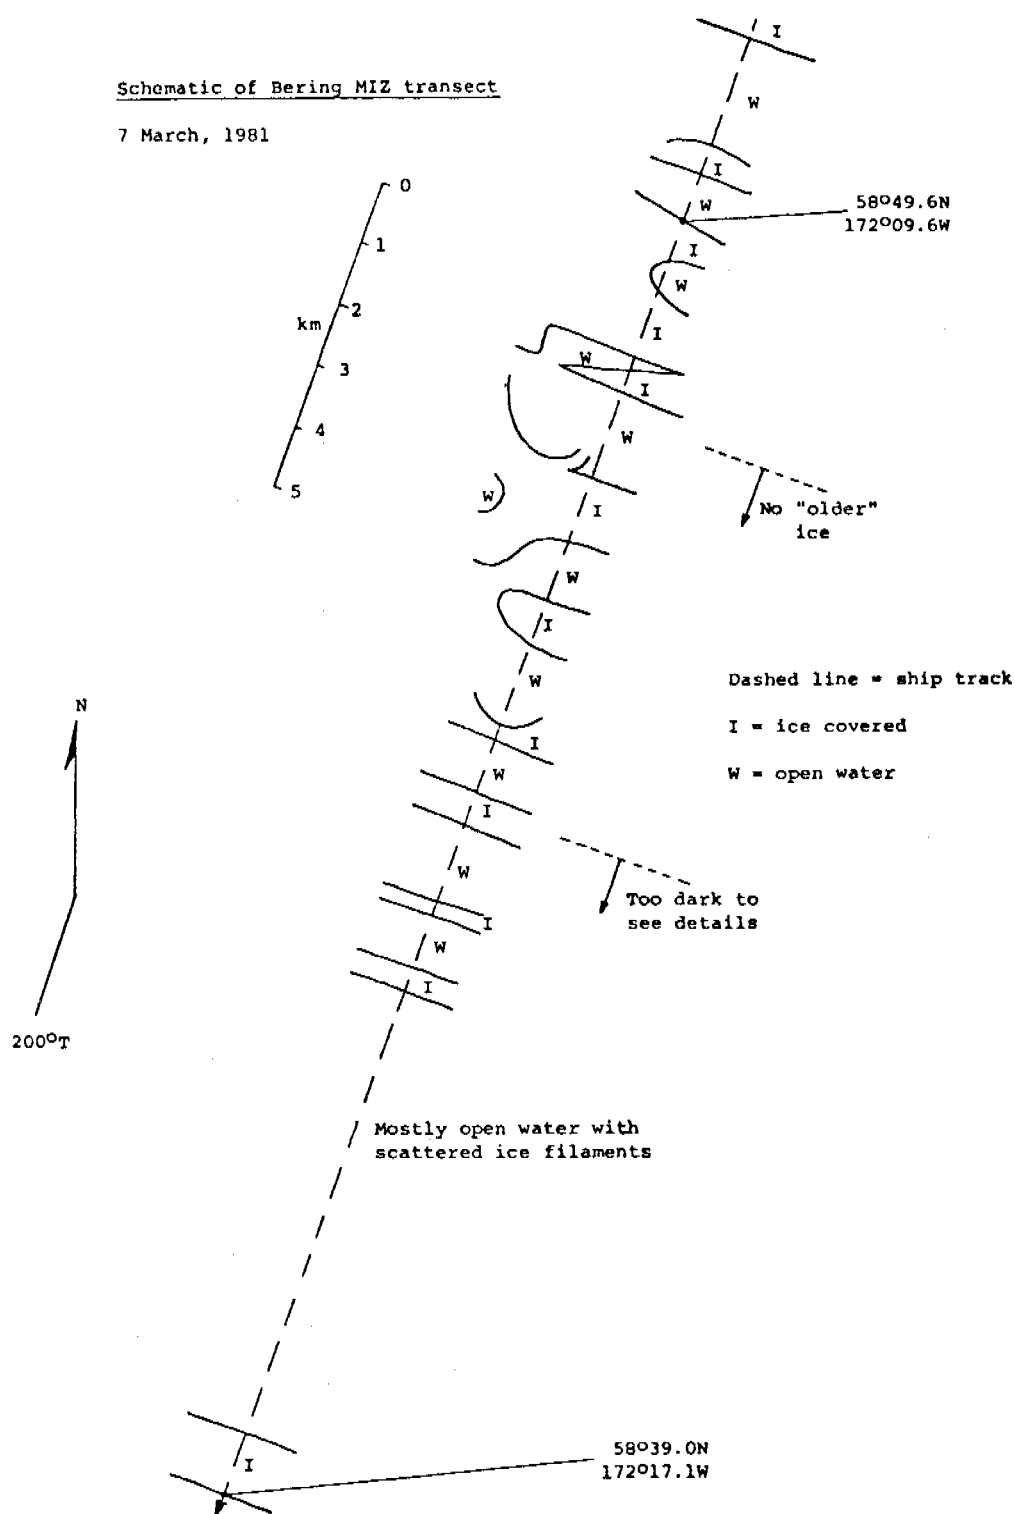 I
Schematic of Bering MIZ transect
W
7 March, 1981
I
0
58°49.6N
W
172°09.6W
1
I
W
2
km
I
W
3
I
4
W
5
W
No "older"
I
ice
W
I
Dashed line = ship track
W
N
I = ice covered
I
W = open water
W
I
W
Too dark to
I
see details
W
I
200°T
Mostly open water with
scattered ice filaments
58°39.0N
I
172°17.1W